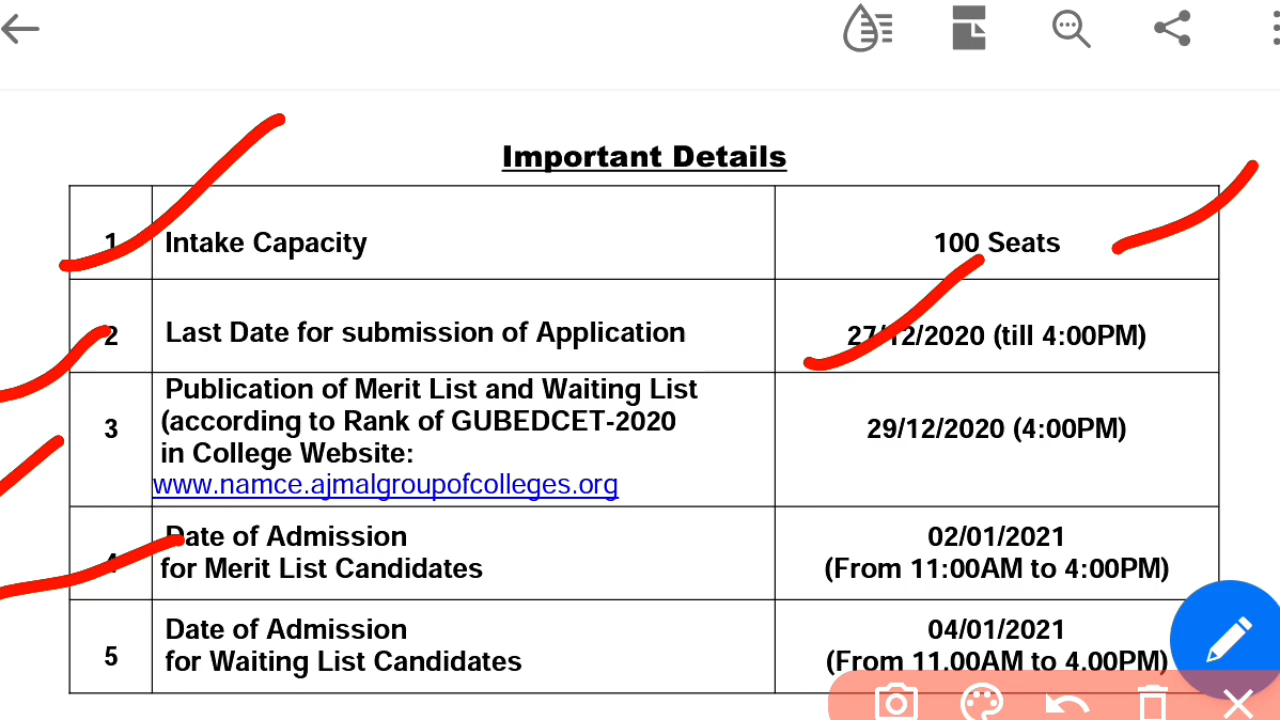 Important Details
1 Intake Capacity 100 Seats
2 Last Date for submission of Application 27/12/2020 (till 4:00PM)
Publication of Merit List and Waiting List
(according to Rank of GUBEDCET-2020
3 29/12/2020 (4:00PM)
in College Website:
www.namce.ajmalgroupofcolleges.org
Date of Admission 02/01/2021
4 for Merit List Candidates (From 11:00AM to 4:00PM)
Date of Admission 04/01/2021
5 for Waiting List Candidates (From 11.00AM to 4.00PM)